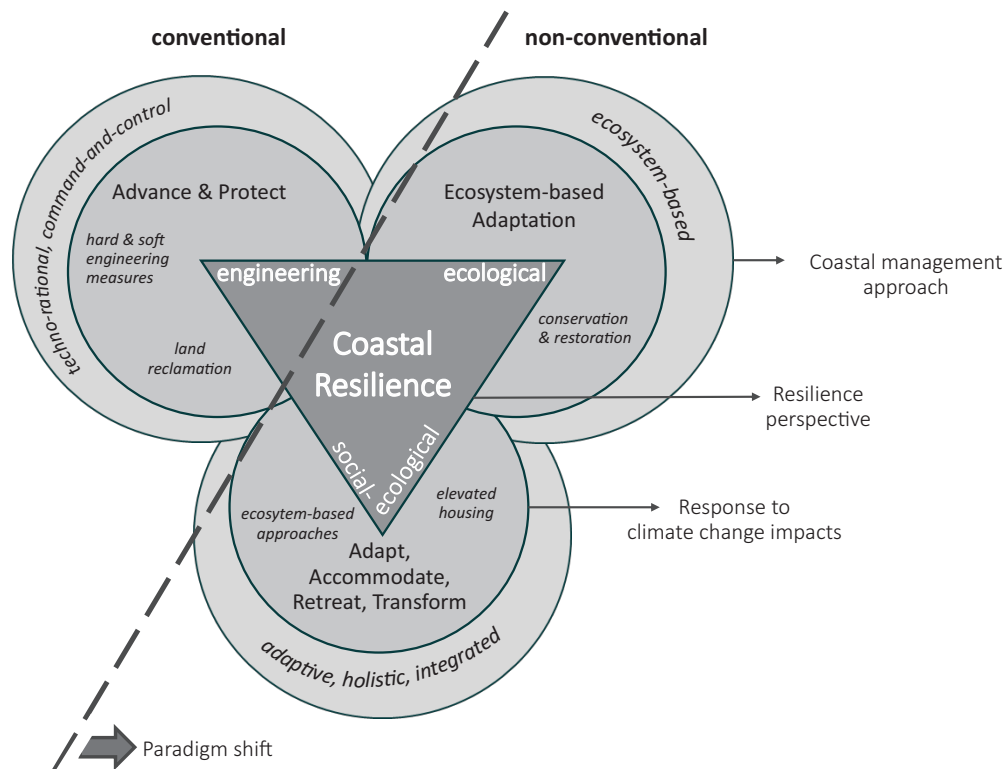 conventional
non-conventional
techno-rational, command-and-control
Advance & Protect
hard & soft
engineering
measures
land
reclamation
ecosystem-based
Ecosystem-based
Adaptation
conservation
& restoration
engineering
ecological
Coastal
Resilience
social-
ecological
ecosytem-based
approaches
elevated
housing
Adapt,
Accommodate,
Retreat, Transform
adaptive, holistic, integrated
Coastal management
approach
Resilience
perspective
Response to
climate change impacts
Paradigm shift